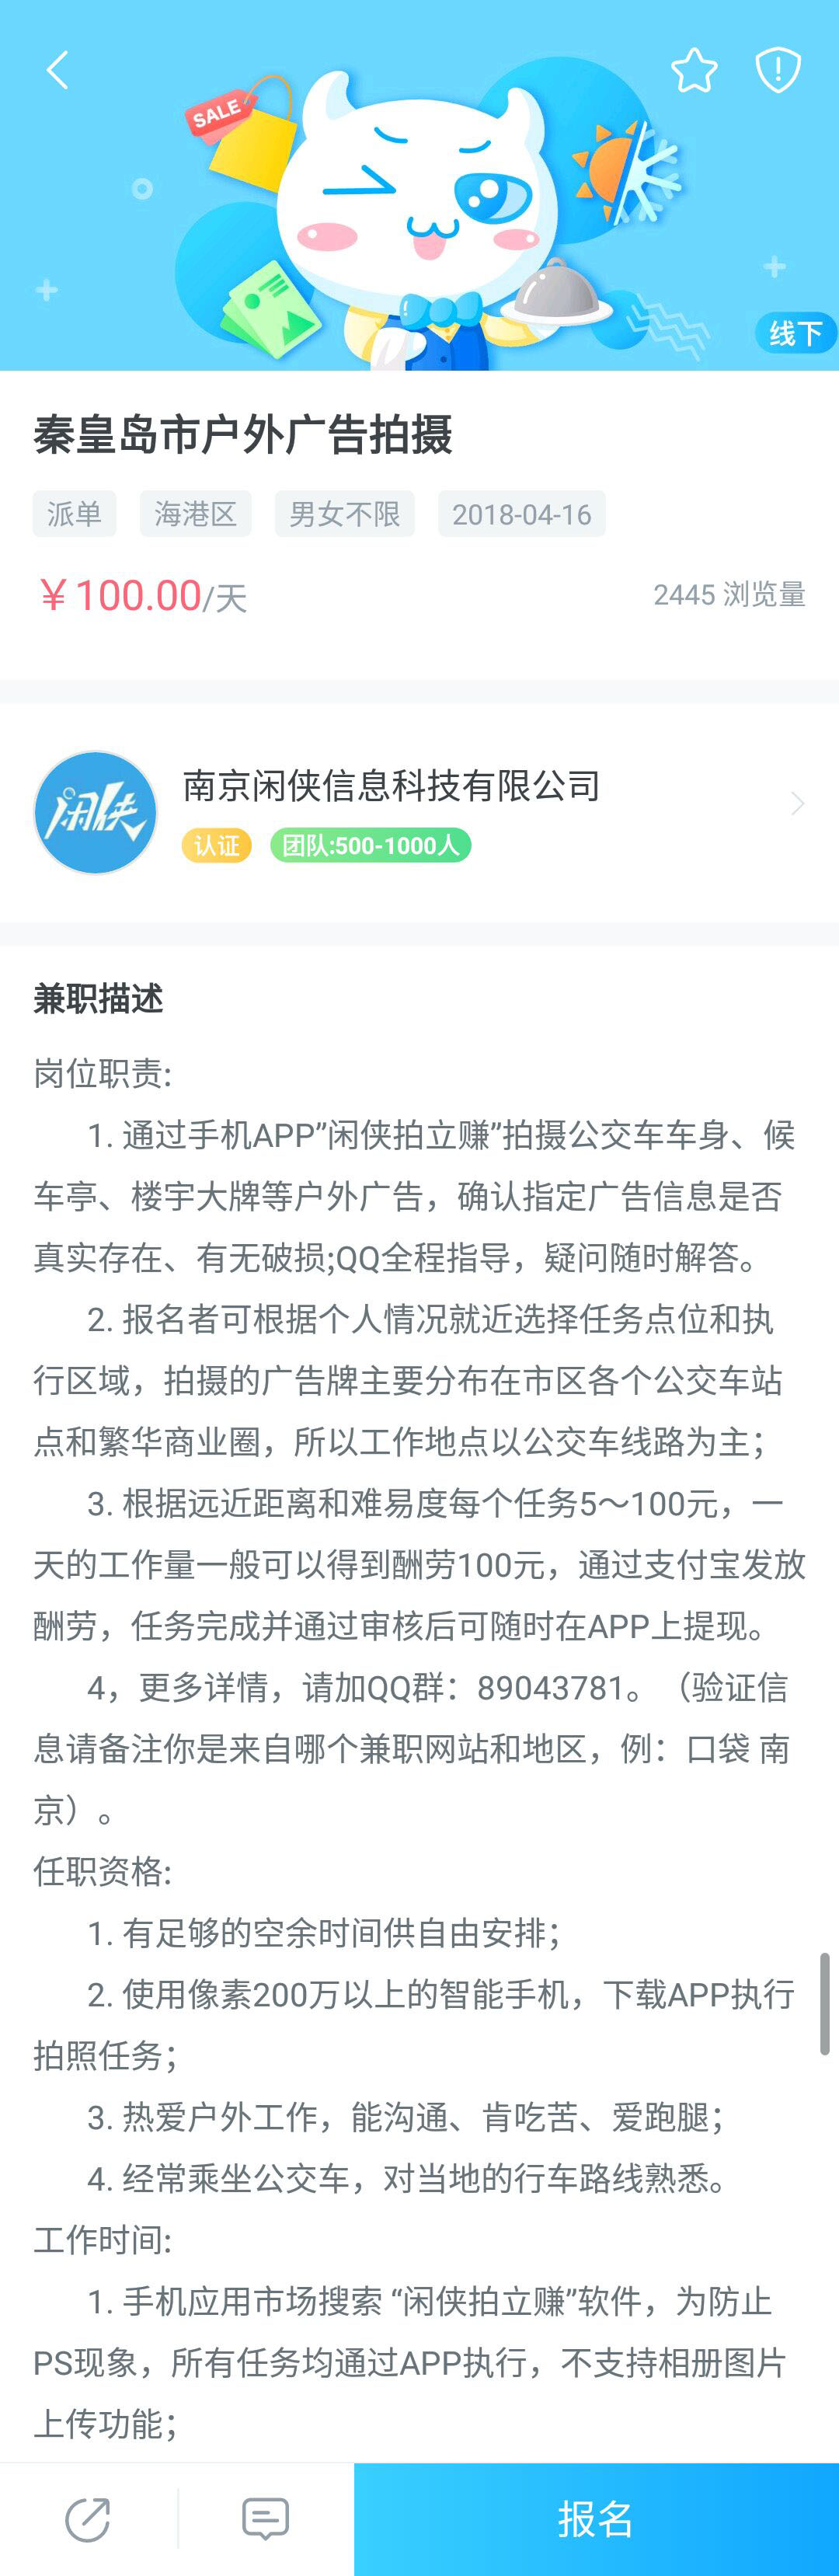 SALE
线下
秦皇岛市户外广告拍摄
派单 海港区 男女不限 2018-04-16
￥100.00/天 2445 浏览量
闲侠
南京闲侠信息科技有限公司
认证 团队:500-1000人
兼职描述
岗位职责:
1. 通过手机APP”闲侠拍立赚”拍摄公交车车身、候
车亭、楼宇大牌等户外广告，确认指定广告信息是否
真实存在、有无破损;QQ全程指导，疑问随时解答。
2. 报名者可根据个人情况就近选择任务点位和执
行区域，拍摄的广告牌主要分布在市区各个公交车站
点和繁华商业圈，所以工作地点以公交车线路为主；
3. 根据远近距离和难易度每个任务5～100元，一
天的工作量一般可以得到酬劳100元，通过支付宝发放
酬劳，任务完成并通过审核后可随时在APP上提现。
4，更多详情，请加QQ群：89043781。（验证信
息请备注你是来自哪个兼职网站和地区，例：口袋 南
京）。
任职资格:
1. 有足够的空余时间供自由安排；
2. 使用像素200万以上的智能手机，下载APP执行
拍照任务；
3. 热爱户外工作，能沟通、肯吃苦、爱跑腿；
4. 经常乘坐公交车，对当地的行车路线熟悉。
工作时间:
1. 手机应用市场搜索 “闲侠拍立赚”软件，为防止
PS现象，所有任务均通过APP执行，不支持相册图片
上传功能；
报名